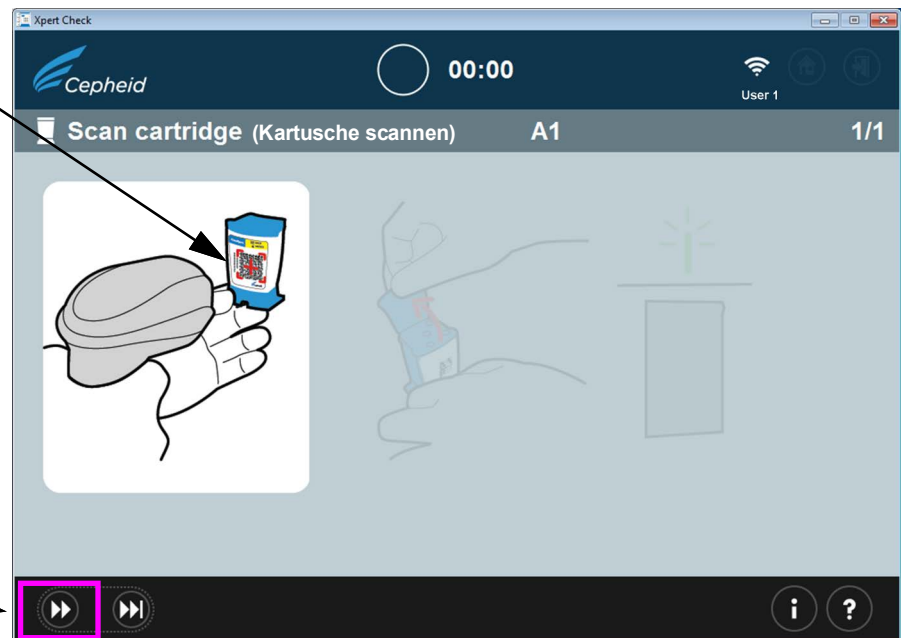 Xpert Check
Cepheid
00:00
User 1
Scan cartridge (Kartusche scannen) A1 1/1
i ?